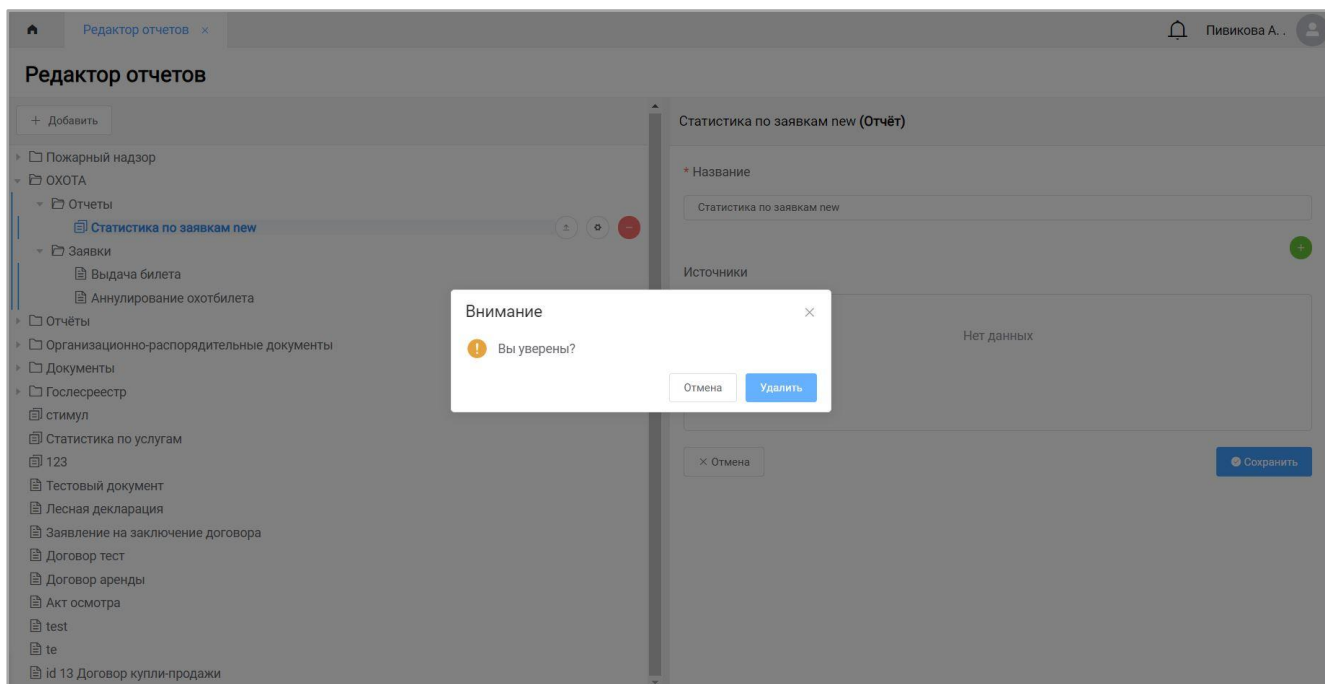 Редактор отчетов ×
Пивикова А. .
Редактор отчетов
+ Добавить
Статистика по заявкам new (Отчёт)
Пожарный надзор
ОХОТА
Отчеты
Статистика по заявкам new
Заявки
Выдача билета
Аннулирование охотбилета
Отчёты
Организационно-распорядительные документы
Документы
Гослесреестр
стимул
Статистика по услугам
123
Тестовый документ
Лесная декларация
Заявление на заключение договора
Договор тест
Договор аренды
Акт осмотра
test
te
id 13 Договор купли-продажи
* Название
Статистика по заявкам new
Источники
Нет данных
× Отмена
Сохранить
Внимание
Вы уверены?
Отмена
Удалить